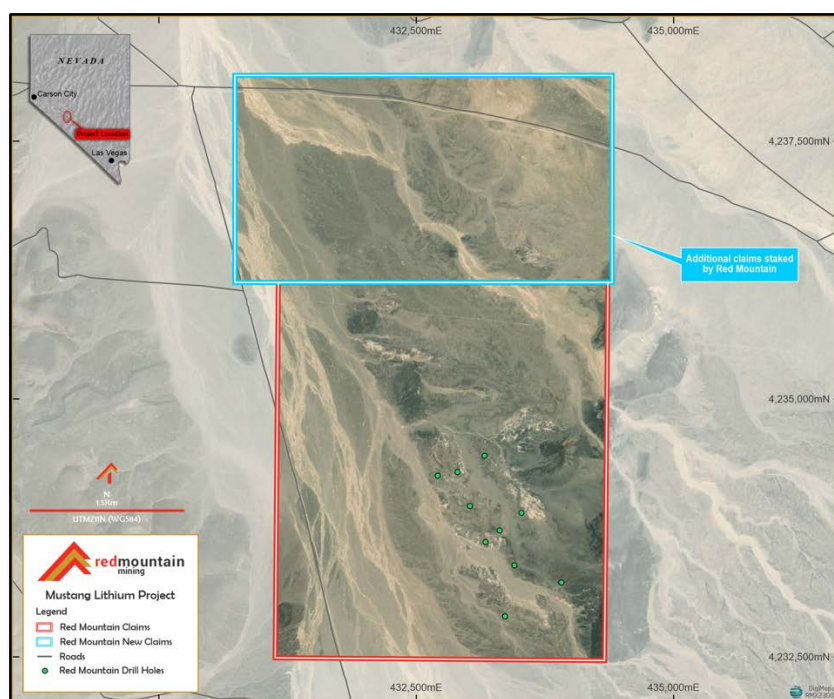 432,500mE
435,000mE
NEVADA
Carson City
Project Location
Las Vegas
4,237,500mN
Additional claims staked
by Red Mountain
4,235,000mN
N
1.5Km
UTMZ11N (WGS84)
redmountain
mining
Mustang Lithium Project
Legend
Red Mountain Claims
Red Mountain New Claims
Roads
Red Mountain Drill Holes
4,232,500mN
432,500mE
435,000mE